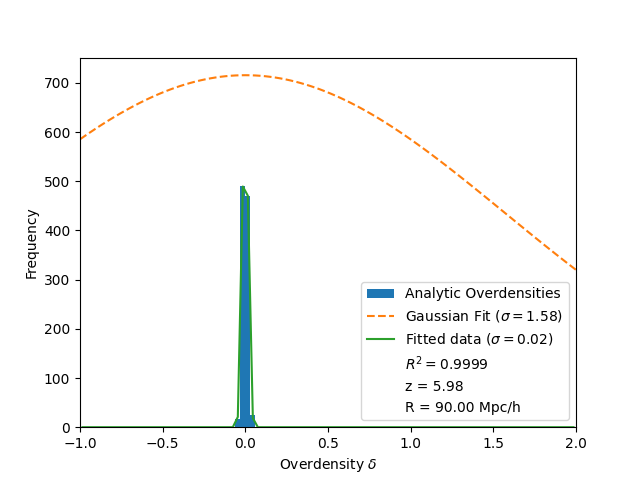 700
600
500
400
300
200
100
0
Frequency
Analytic Overdensities
Gaussian Fit (σ = 1.58)
Fitted data (σ = 0.02)
R² = 0.9999
z = 5.98
R = 90.00 Mpc/h
−1.0 −0.5 0.0 0.5 1.0 1.5 2.0
Overdensity δ